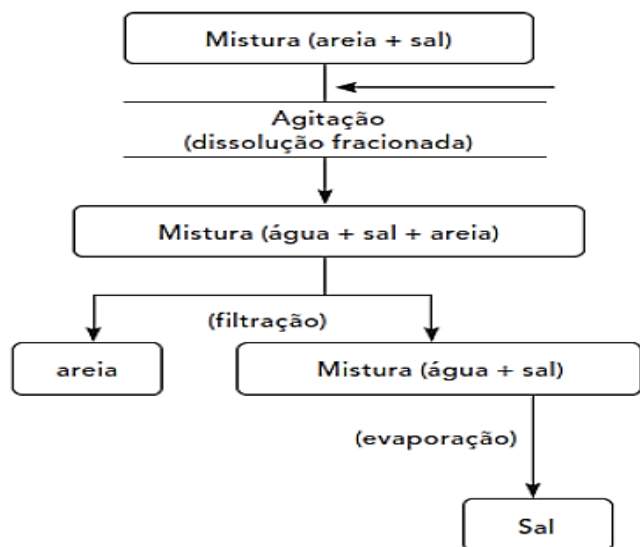 Mistura (areia + sal)
Agitação
(dissolução fracionada)
Mistura (água + sal + areia)
(filtração)
areia
Mistura (água + sal)
(evaporação)
Sal